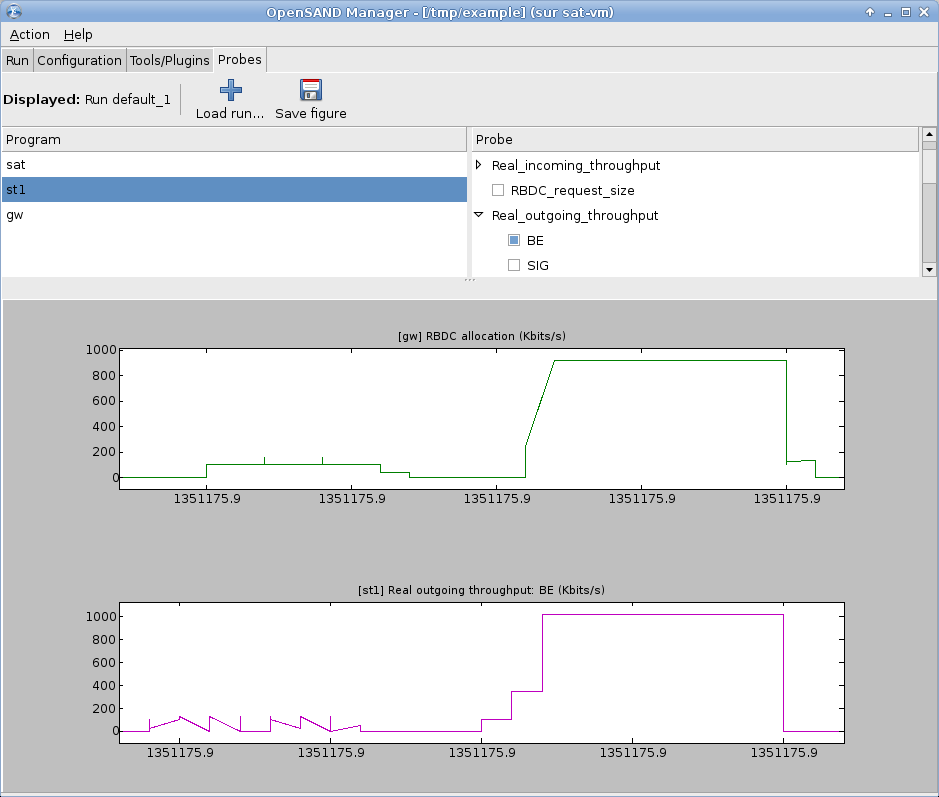 OpenSAND Manager - [/tmp/example] (sur sat-vm)
Action Help
Run Configuration Tools/Plugins Probes
Displayed: Run default_1 Load run... Save figure
Program Probe
sat Real_incoming_throughput
st1 RBDC_request_size
gw Real_outgoing_throughput
BE
SIG
[gw] RBDC allocation (Kbits/s)
1000
800
600
400
200
0
1351175.9 1351175.9 1351175.9 1351175.9 1351175.9
[st1] Real outgoing throughput: BE (Kbits/s)
1000
800
600
400
200
0
1351175.9 1351175.9 1351175.9 1351175.9 1351175.9